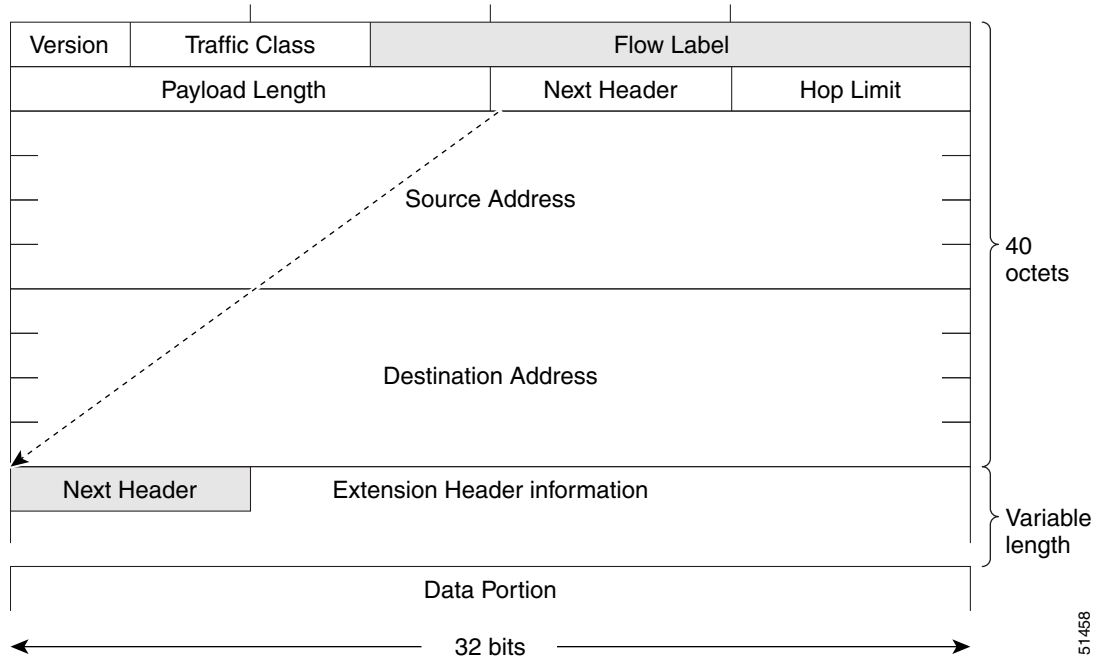 Version
Traffic Class
Flow Label
Payload Length
Next Header
Hop Limit
Source Address
40
octets
Destination Address
Next Header
Extension Header information
Variable
length
Data Portion
32 bits
51458